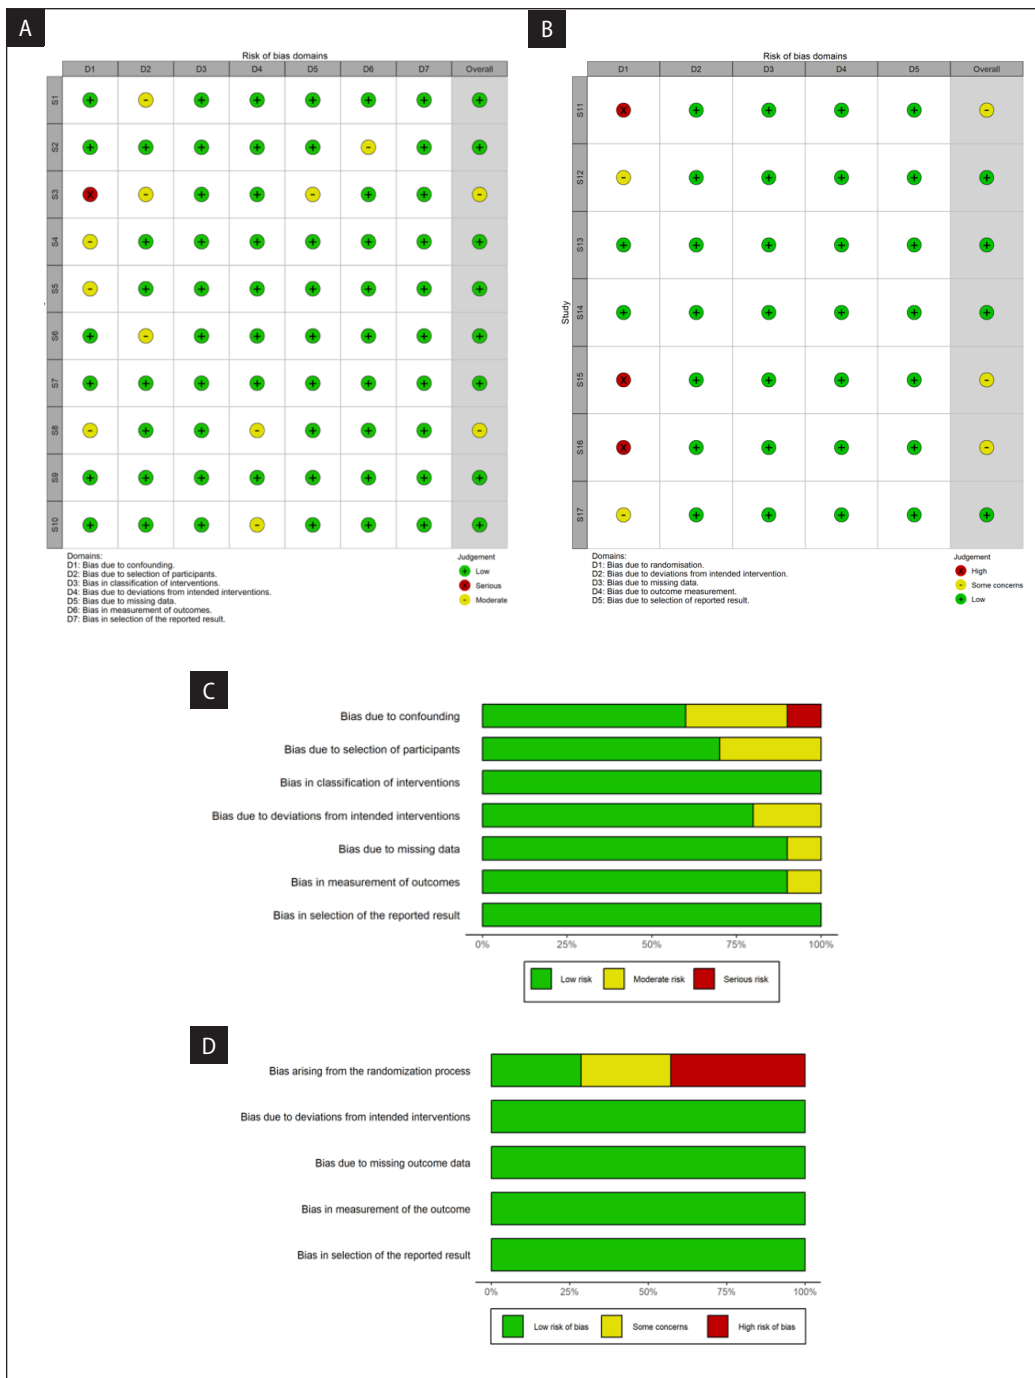 A
Risk of bias domains
D1 D2 D3 D4 D5 D6 D7 Overall
S1
S2
S3
S4
S5
S6
S7
S8
S9
S10
Domains:
D1: Bias due to confounding.
D2: Bias due to selection of participants.
D3: Bias in classification of interventions.
D4: Bias due to deviations from intended interventions.
D5: Bias due to missing data.
D6: Bias in measurement of outcomes.
D7: Bias in selection of the reported result.
Judgement
Low
Serious
Moderate
B
Risk of bias domains
D1 D2 D3 D4 D5 Overall
Study
S11
S12
S13
S14
S15
S16
S17
Domains:
D1: Bias due to randomisation.
D2: Bias due to deviations from intended intervention.
D3: Bias due to missing data.
D4: Bias due to outcome measurement.
D5: Bias due to selection of reported result.
Judgement
High
Some concerns
Low
C
Bias due to confounding
Bias due to selection of participants
Bias in classification of interventions
Bias due to deviations from intended interventions
Bias due to missing data
Bias in measurement of outcomes
Bias in selection of the reported result
0% 25% 50% 75% 100%
Low risk Moderate risk Serious risk
D
Bias arising from the randomization process
Bias due to deviations from intended interventions
Bias due to missing outcome data
Bias in measurement of the outcome
Bias in selection of the reported result
0% 25% 50% 75% 100%
Low risk of bias Some concerns High risk of bias